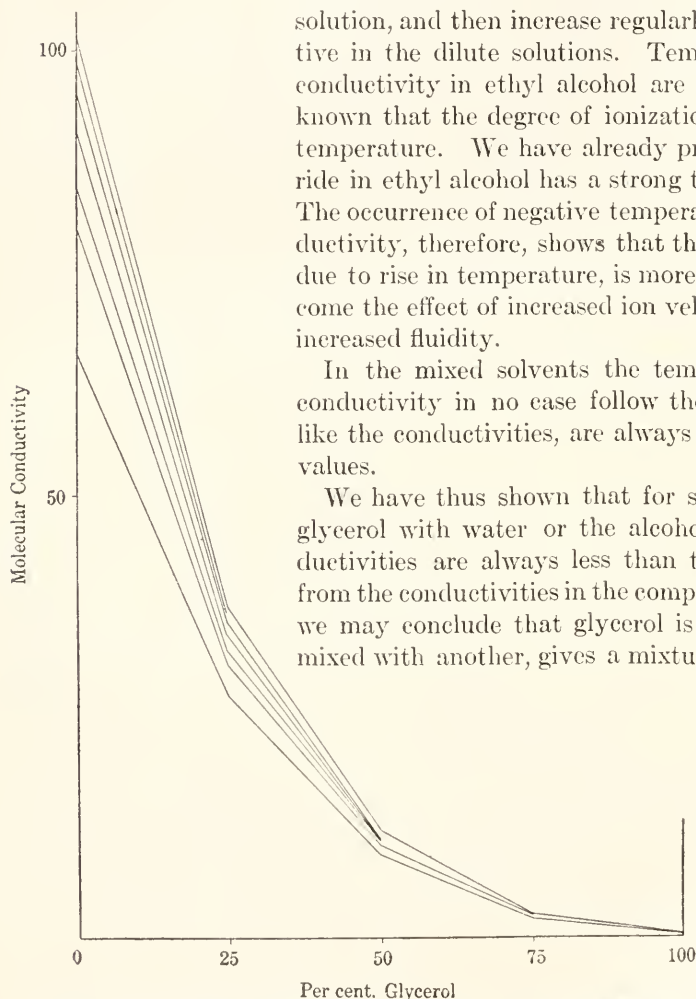 solution, and then increase regularl
tive in the dilute solutions. Tem
conductivity in ethyl alcohol are
known that the degree of ionizatio
temperature. We have already pr
ride in ethyl alcohol has a strong t
The occurrence of negative tempera
ductivity, therefore, shows that th
due to rise in temperature, is more
come the effect of increased ion vel
increased fluidity.
In the mixed solvents the tem
conductivity in no case follow the
like the conductivities, are always
values.
We have thus shown that for s
glycerol with water or the alcoho
ductivities are always less than t
from the conductivities in the comp
we may conclude that glycerol is
mixed with another, gives a mixtu
Molecular Conductivity
100
50
0 25 50 75 100
Per cent. Glycerol